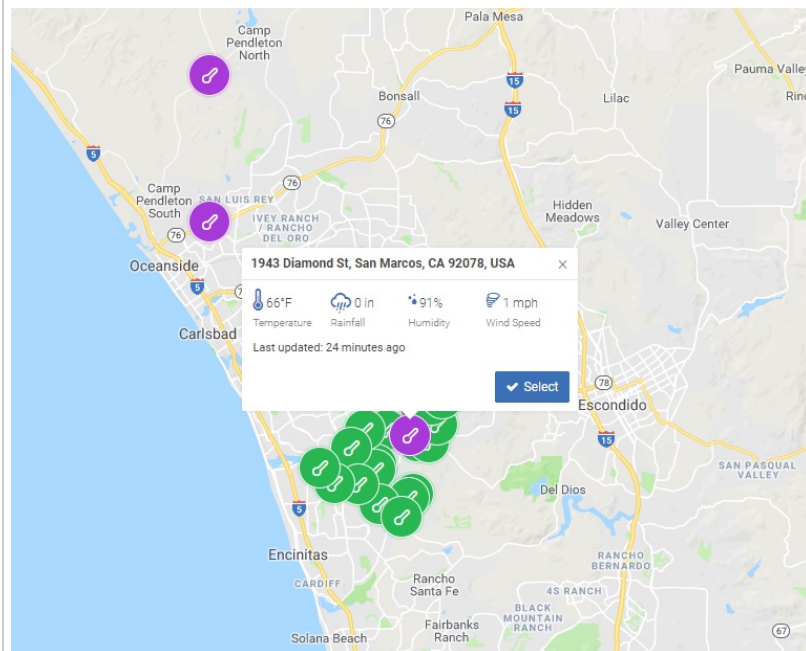 Pala Mesa
Camp
Pendleton
North
Pauma Valley
15
Bonsall
Lilac
15
76
5
Camp
Pendleton
South
SAN LUIS REY
76
IVEY RANCH
/ RANCHO
DEL ORO
Hidden
Meadows
Valley Center
76
Oceanside
5
Carlsbad
1943 Diamond St, San Marcos, CA 92078, USA
66°F
0 in
91%
1 mph
Temperature
Rainfall
Humidity
Wind Speed
Last updated: 24 minutes ago
Select
78
Escondido
15
SAN PASQUAL
VALLEY
Del Dios
5
Encinitas
RANCHO
BERNARDO
CARDIFF
Rancho
Santa Fe
4S RANCH
BLACK
MOUNTAIN
RANCH
Fairbanks
Ranch
67
Solana Beach